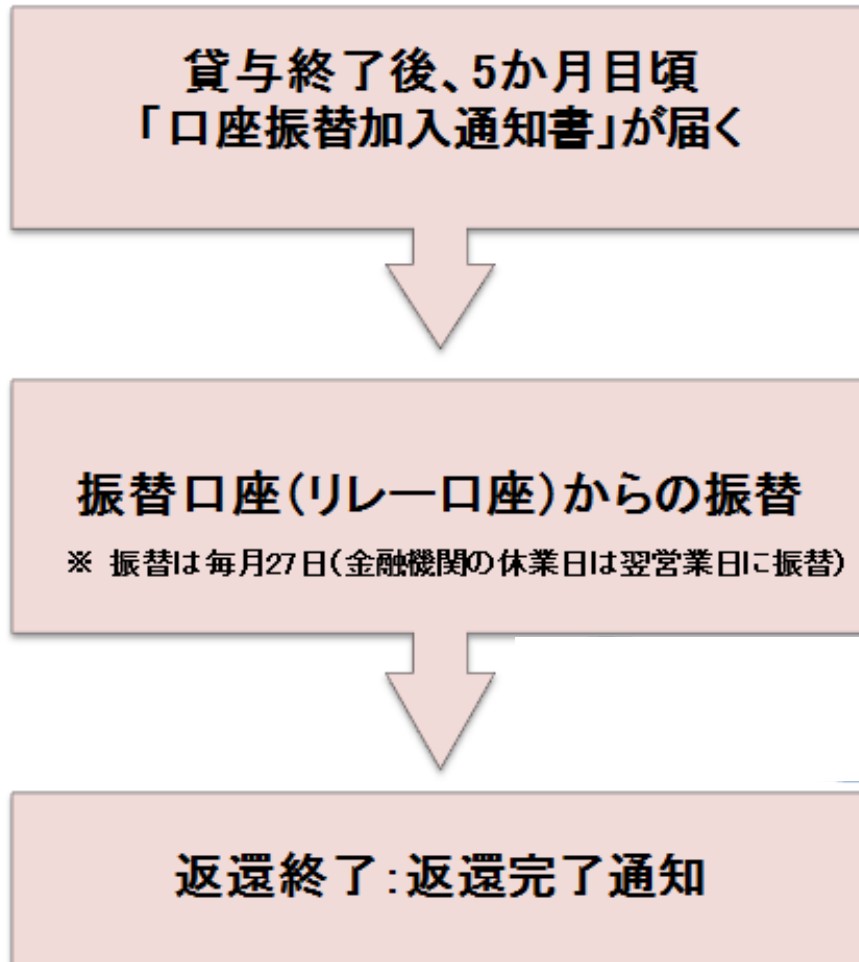 貸与終了後、5か月目頃
「口座振替加入通知書」が届く
振替口座(リレー口座)からの振替
※ 振替は毎月27日(金融機関の休業日は翌営業日に振替)
返還終了:返還完了通知